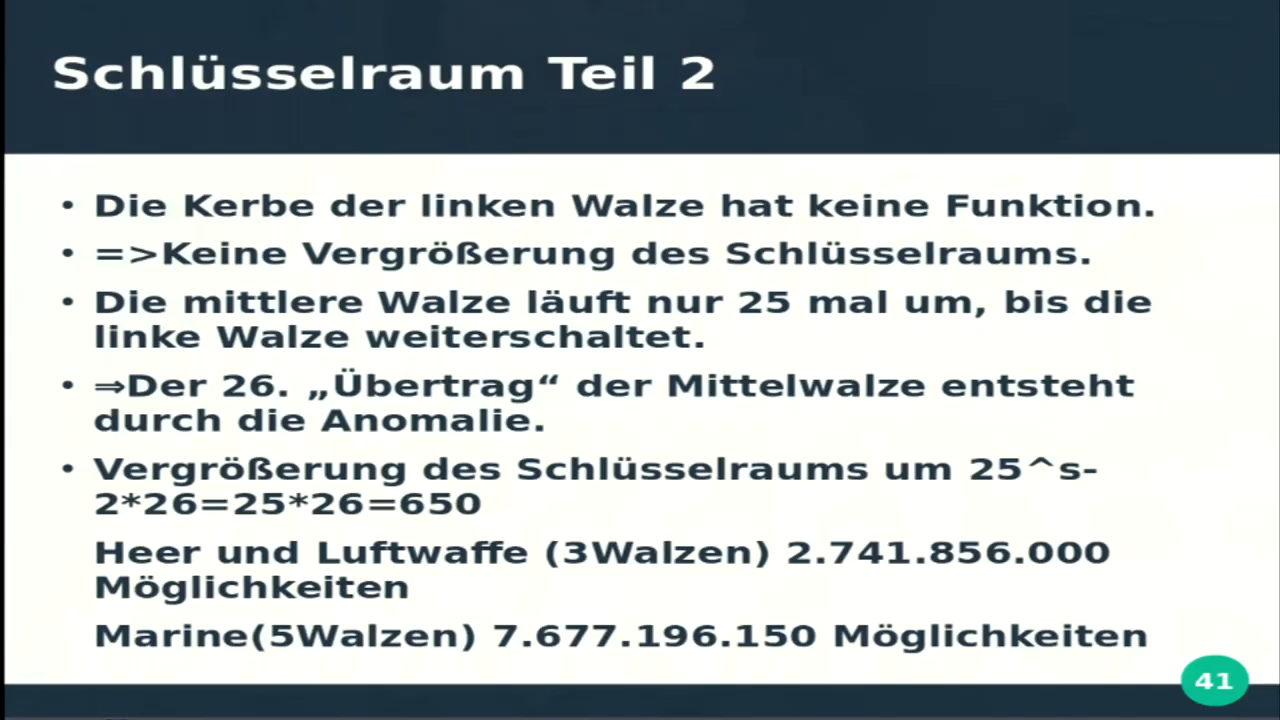 Schlüsselraum Teil 2
• Die Kerbe der linken Walze hat keine Funktion.
• =>Keine Vergrößerung des Schlüsselraums.
• Die mittlere Walze läuft nur 25 mal um, bis die
linke Walze weiterschaltet.
• ⇒Der 26. „Übertrag“ der Mittelwalze entsteht
durch die Anomalie.
• Vergrößerung des Schlüsselraums um 25^s-
2*26=25*26=650
Heer und Luftwaffe (3Walzen) 2.741.856.000
Möglichkeiten
Marine(5Walzen) 7.677.196.150 Möglichkeiten
41